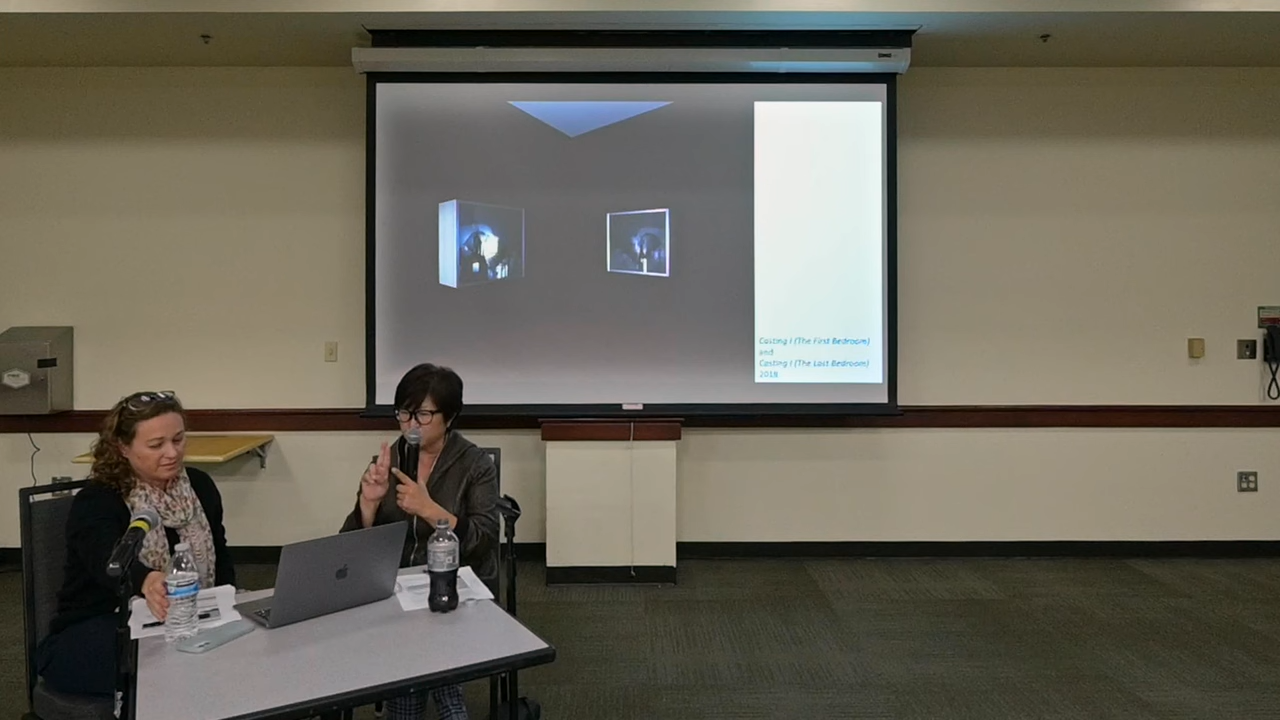 Casting I (The First Bedroom)
and
Casting I (The Last Bedroom)
2018